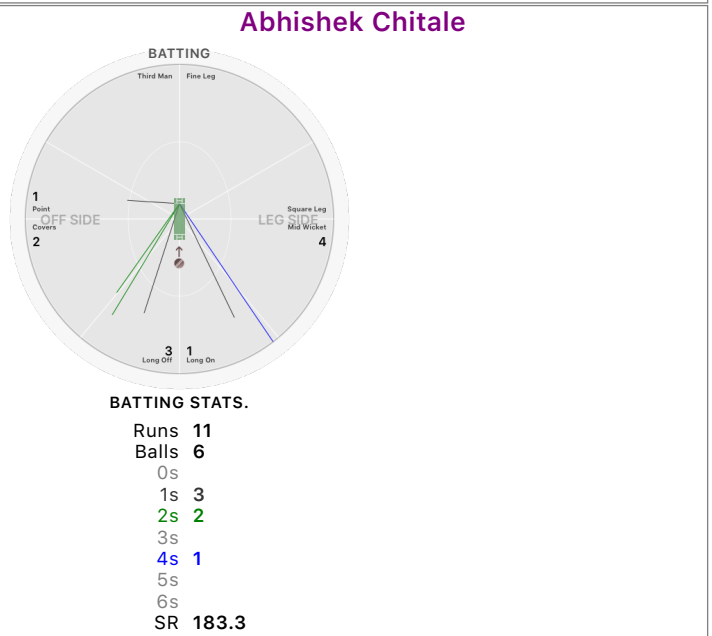 Abhishek Chitale
BATTING
Third Man Fine Leg
1
Point Square Leg
OFF SIDE LEG SIDE
Covers Mid Wicket
2 4
3 1
Long Off Long On
BATTING STATS.
Runs 11
Balls 6
0s
1s 3
2s 2
3s
4s 1
5s
6s
SR 183.3